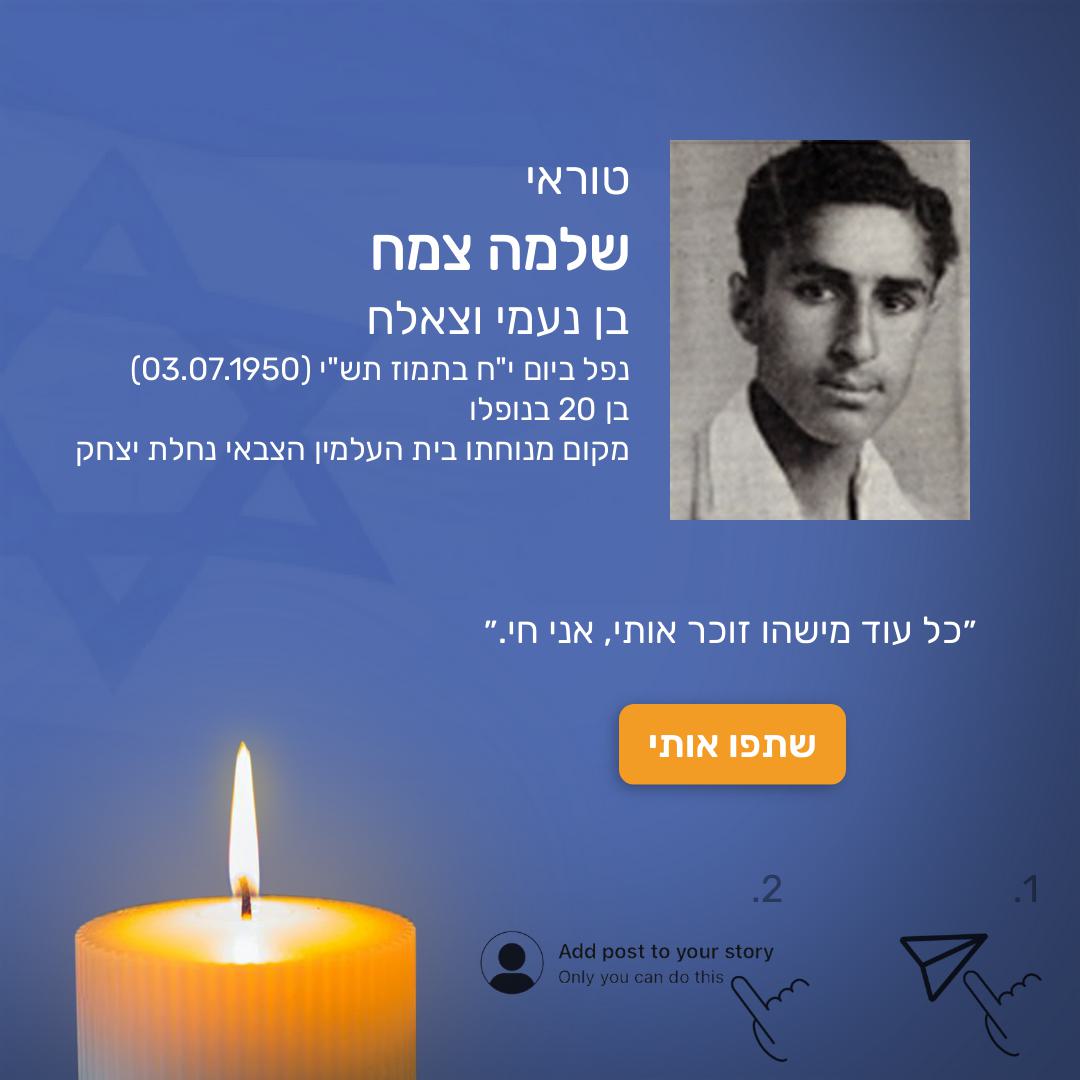 טוראי
שלמה צמח
בן נעמי וצאלח
נפל ביום י"ח בתמוז תש"י (03.07.1950)
בן 20 בנופלו
מקום מנוחתו בית העלמין הצבאי נחלת יצחק
״כל עוד מישהו זוכר אותי, אני חי.״
שתפו אותי
.1
.2
Add post to your story
Only you can do this